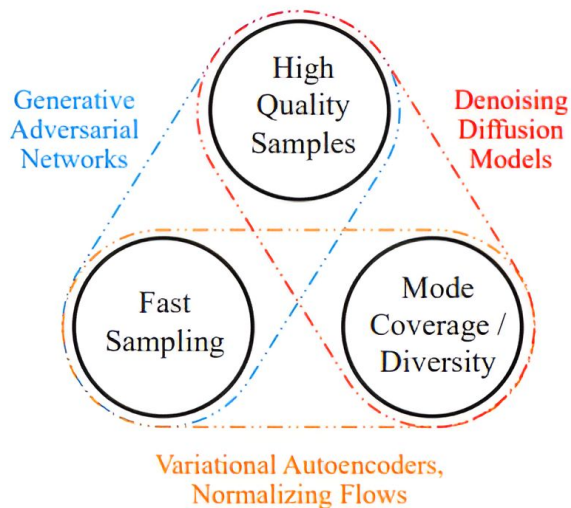 High
Quality
Samples
Generative
Adversarial
Networks
Denoising
Diffusion
Models
Fast
Sampling
Mode
Coverage /
Diversity
Variational Autoencoders,
Normalizing Flows